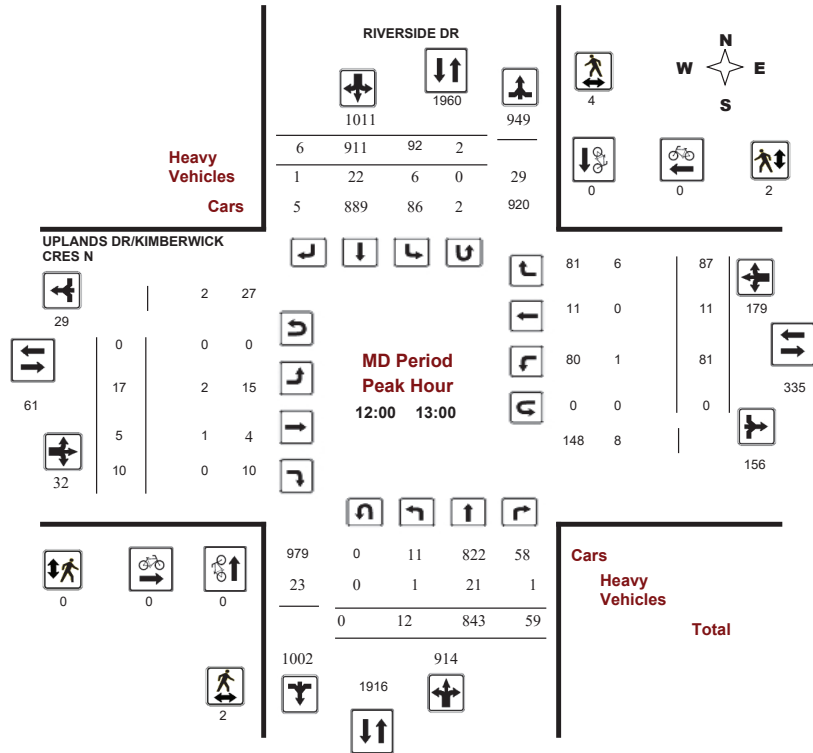 RIVERSIDE DR
N
W E
S
1960
4
1011 949
6 911 92 2
Heavy
Vehicles
1 22 6 0 29
Cars
5 889 86 2 920
0 0 2
UPLANDS DR/KIMBERWICK
CRES N
2 27
29
81 6 87
179
11 0 11
0 0 0
61
17 2 15
MD Period
Peak Hour
12:00 13:00
80 1 81
335
0 0 0
5 1 4
148 8
156
32
10 0 10
979 0 11 822 58
Cars
23 0 1 21 1
Heavy
Vehicles
0 0 0
0 12 843 59
Total
1002 914
1916
2